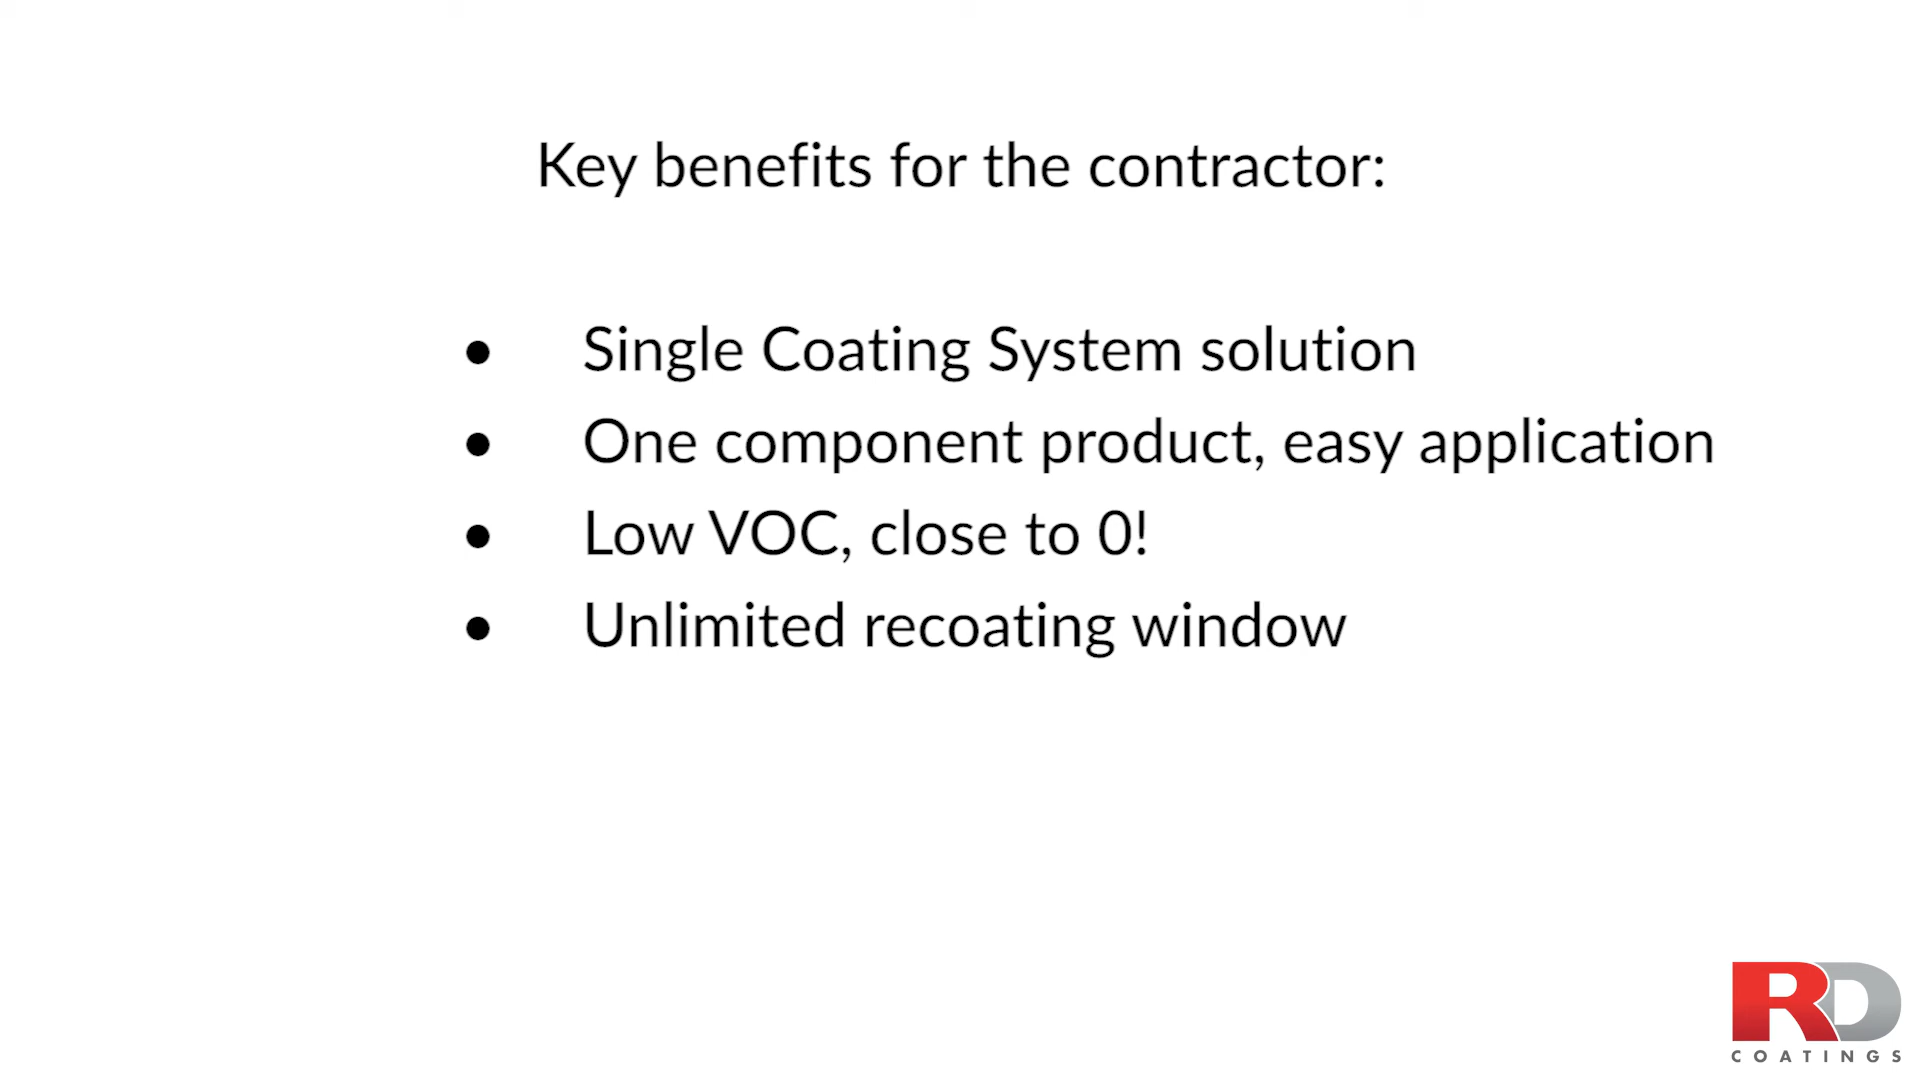 Key benefits for the contractor:
● Single Coating System solution
● One component product, easy application
● Low VOC, close to 0!
● Unlimited recoating window
RD
COATINGS